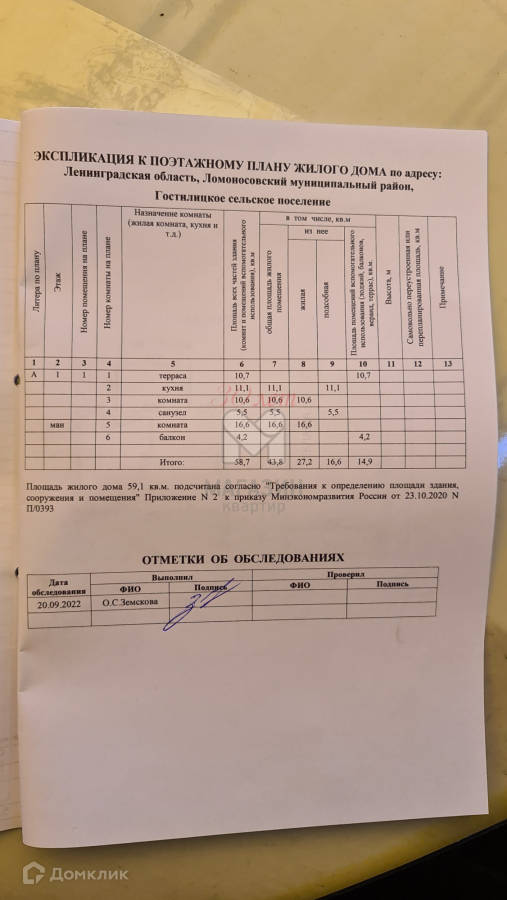 ЭКСПЛИКАЦИЯ К ПОЭТАЖНОМУ ПЛАНУ ЖИЛОГО ДОМА по адресу:
Ленинградская область, Ломоносовский муниципальный район,
Гостилицкое сельское поселение
Литера по плану
Этаж
Номер помещения на плане
Номер комнаты на плане
Назначение комнаты
(жилая комната, кухня и
т.д.)
Площадь всех частей здания
(комнат и помещений вспомогательного
использования), кв.м
в том числе, кв.м
общая площадь жилого
помещения
из нее
жилая
подсобная
Площадь помещений вспомогательного
использования (лоджий, балконов,
веранд, террас), кв.м.
Высота, м
Самовольно переустроенная или
перепланированная площадь, кв.м
Примечание
1 2 3 4 5 6 7 8 9 10 11 12 13
А 1 1 1 терраса 10,7 10,7
2 кухня 11,1 11,1 11,1
3 комната 10,6 10,6 10,6
4 санузел 5,5 5,5 5,5
ман 5 комната 16,6 16,6 16,6
6 балкон 4,2 4,2
Итого: 58,7 43,8 27,2 16,6 14,9
МАГАЗИН
квартир
Площадь жилого дома 59,1 кв.м. подсчитана согласно "Требования к определению площади здания,
сооружения и помещения" Приложение N 2 к приказу Минэкономразвития России от 23.10.2020 N
П/0393
ОТМЕТКИ ОБ ОБСЛЕДОВАНИЯХ
Дата
обследования
Выполнил Проверил
ФИО Подпись ФИО Подпись
20.09.2022 О.С.Земскова
Домклик